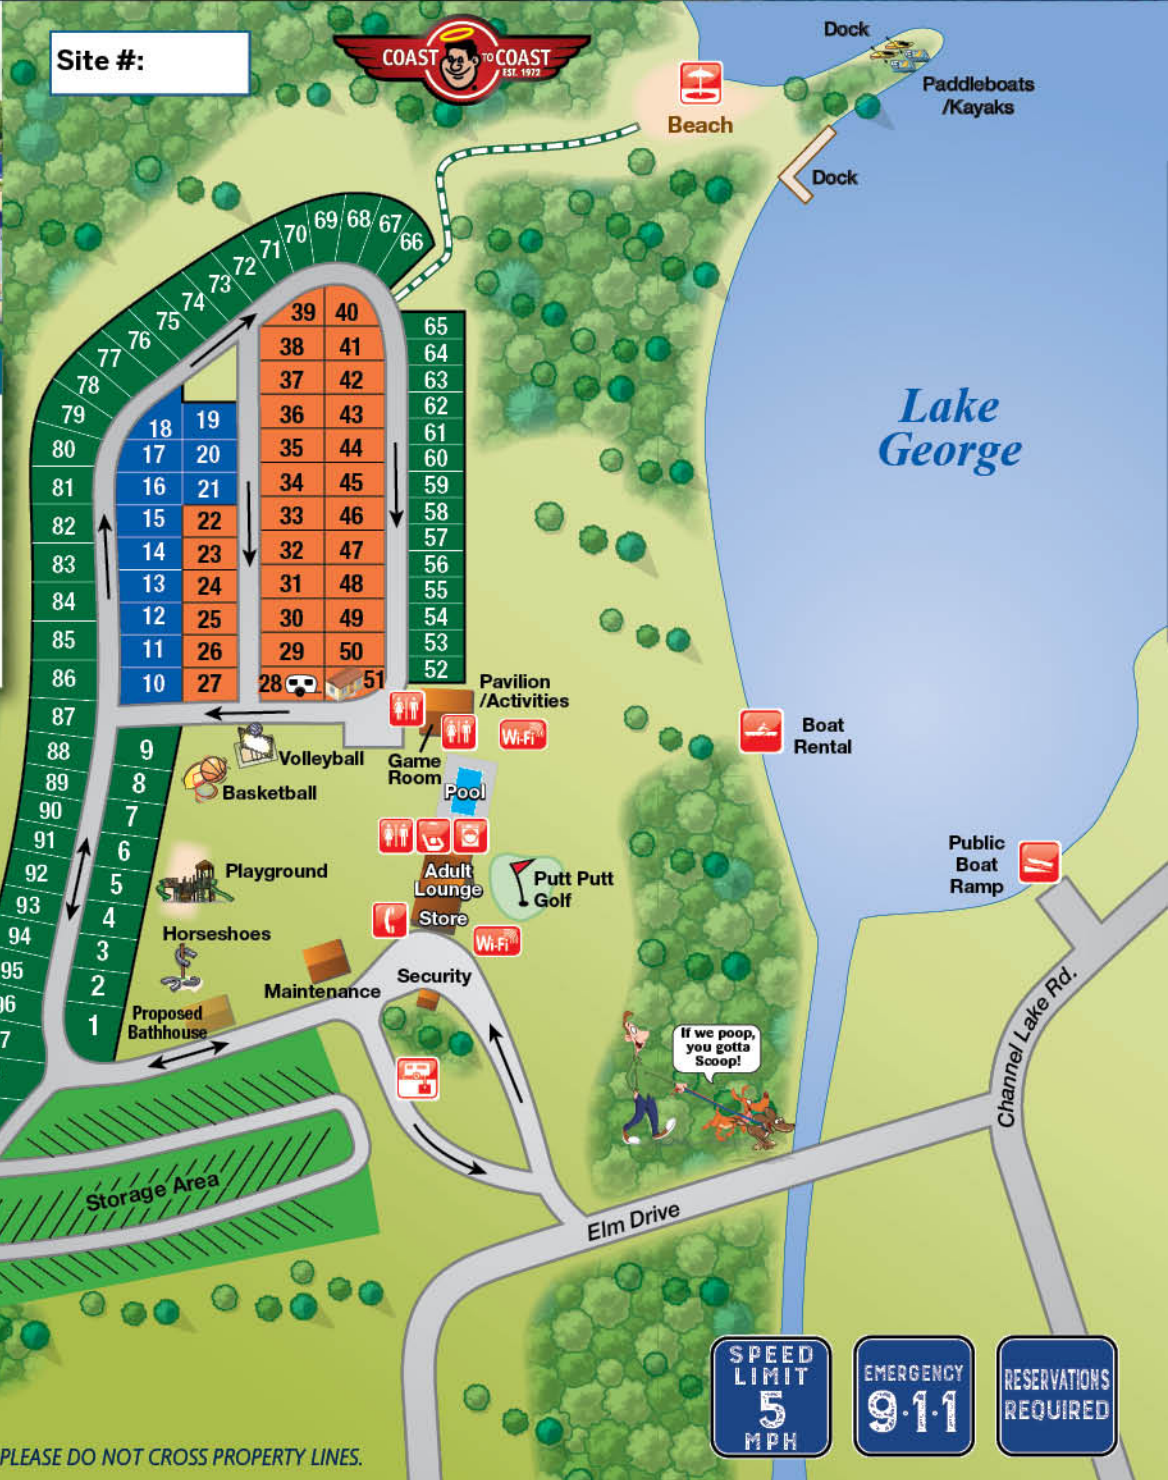 Site #:
COAST TO COAST
EST. 1972
Dock
Paddleboats
/Kayaks
Beach
Dock
Lake
George
66
67
68
69
70
71
72
73
74
75
76
77
78
79
80
81
82
83
84
85
86
87
88
89
90
91
92
93
94
95
96
7
39 40
38 41
37 42
36 43
35 44
34 45
33 46
32 47
31 48
30 49
29 50
28 51
65
64
63
62
61
60
59
58
57
56
55
54
53
52
18 19
17 20
16 21
15 22
14 23
13 24
12 25
11 26
10 27
9
8
7
6
5
4
3
2
1
Pavilion
/Activities
Wi-Fi
Game
Room
Volleyball
Basketball
Pool
Boat
Rental
Public
Boat
Ramp
Playground
Adult
Lounge
Putt Putt
Golf
Store
Wi-Fi
Horseshoes
Security
Maintenance
Proposed
Bathhouse
If we poop,
you gotta
Scoop!
Channel Lake Rd.
Storage Area
Elm Drive
SPEED
LIMIT
5
MPH
EMERGENCY
9·1·1
RESERVATIONS
REQUIRED
PLEASE DO NOT CROSS PROPERTY LINES.